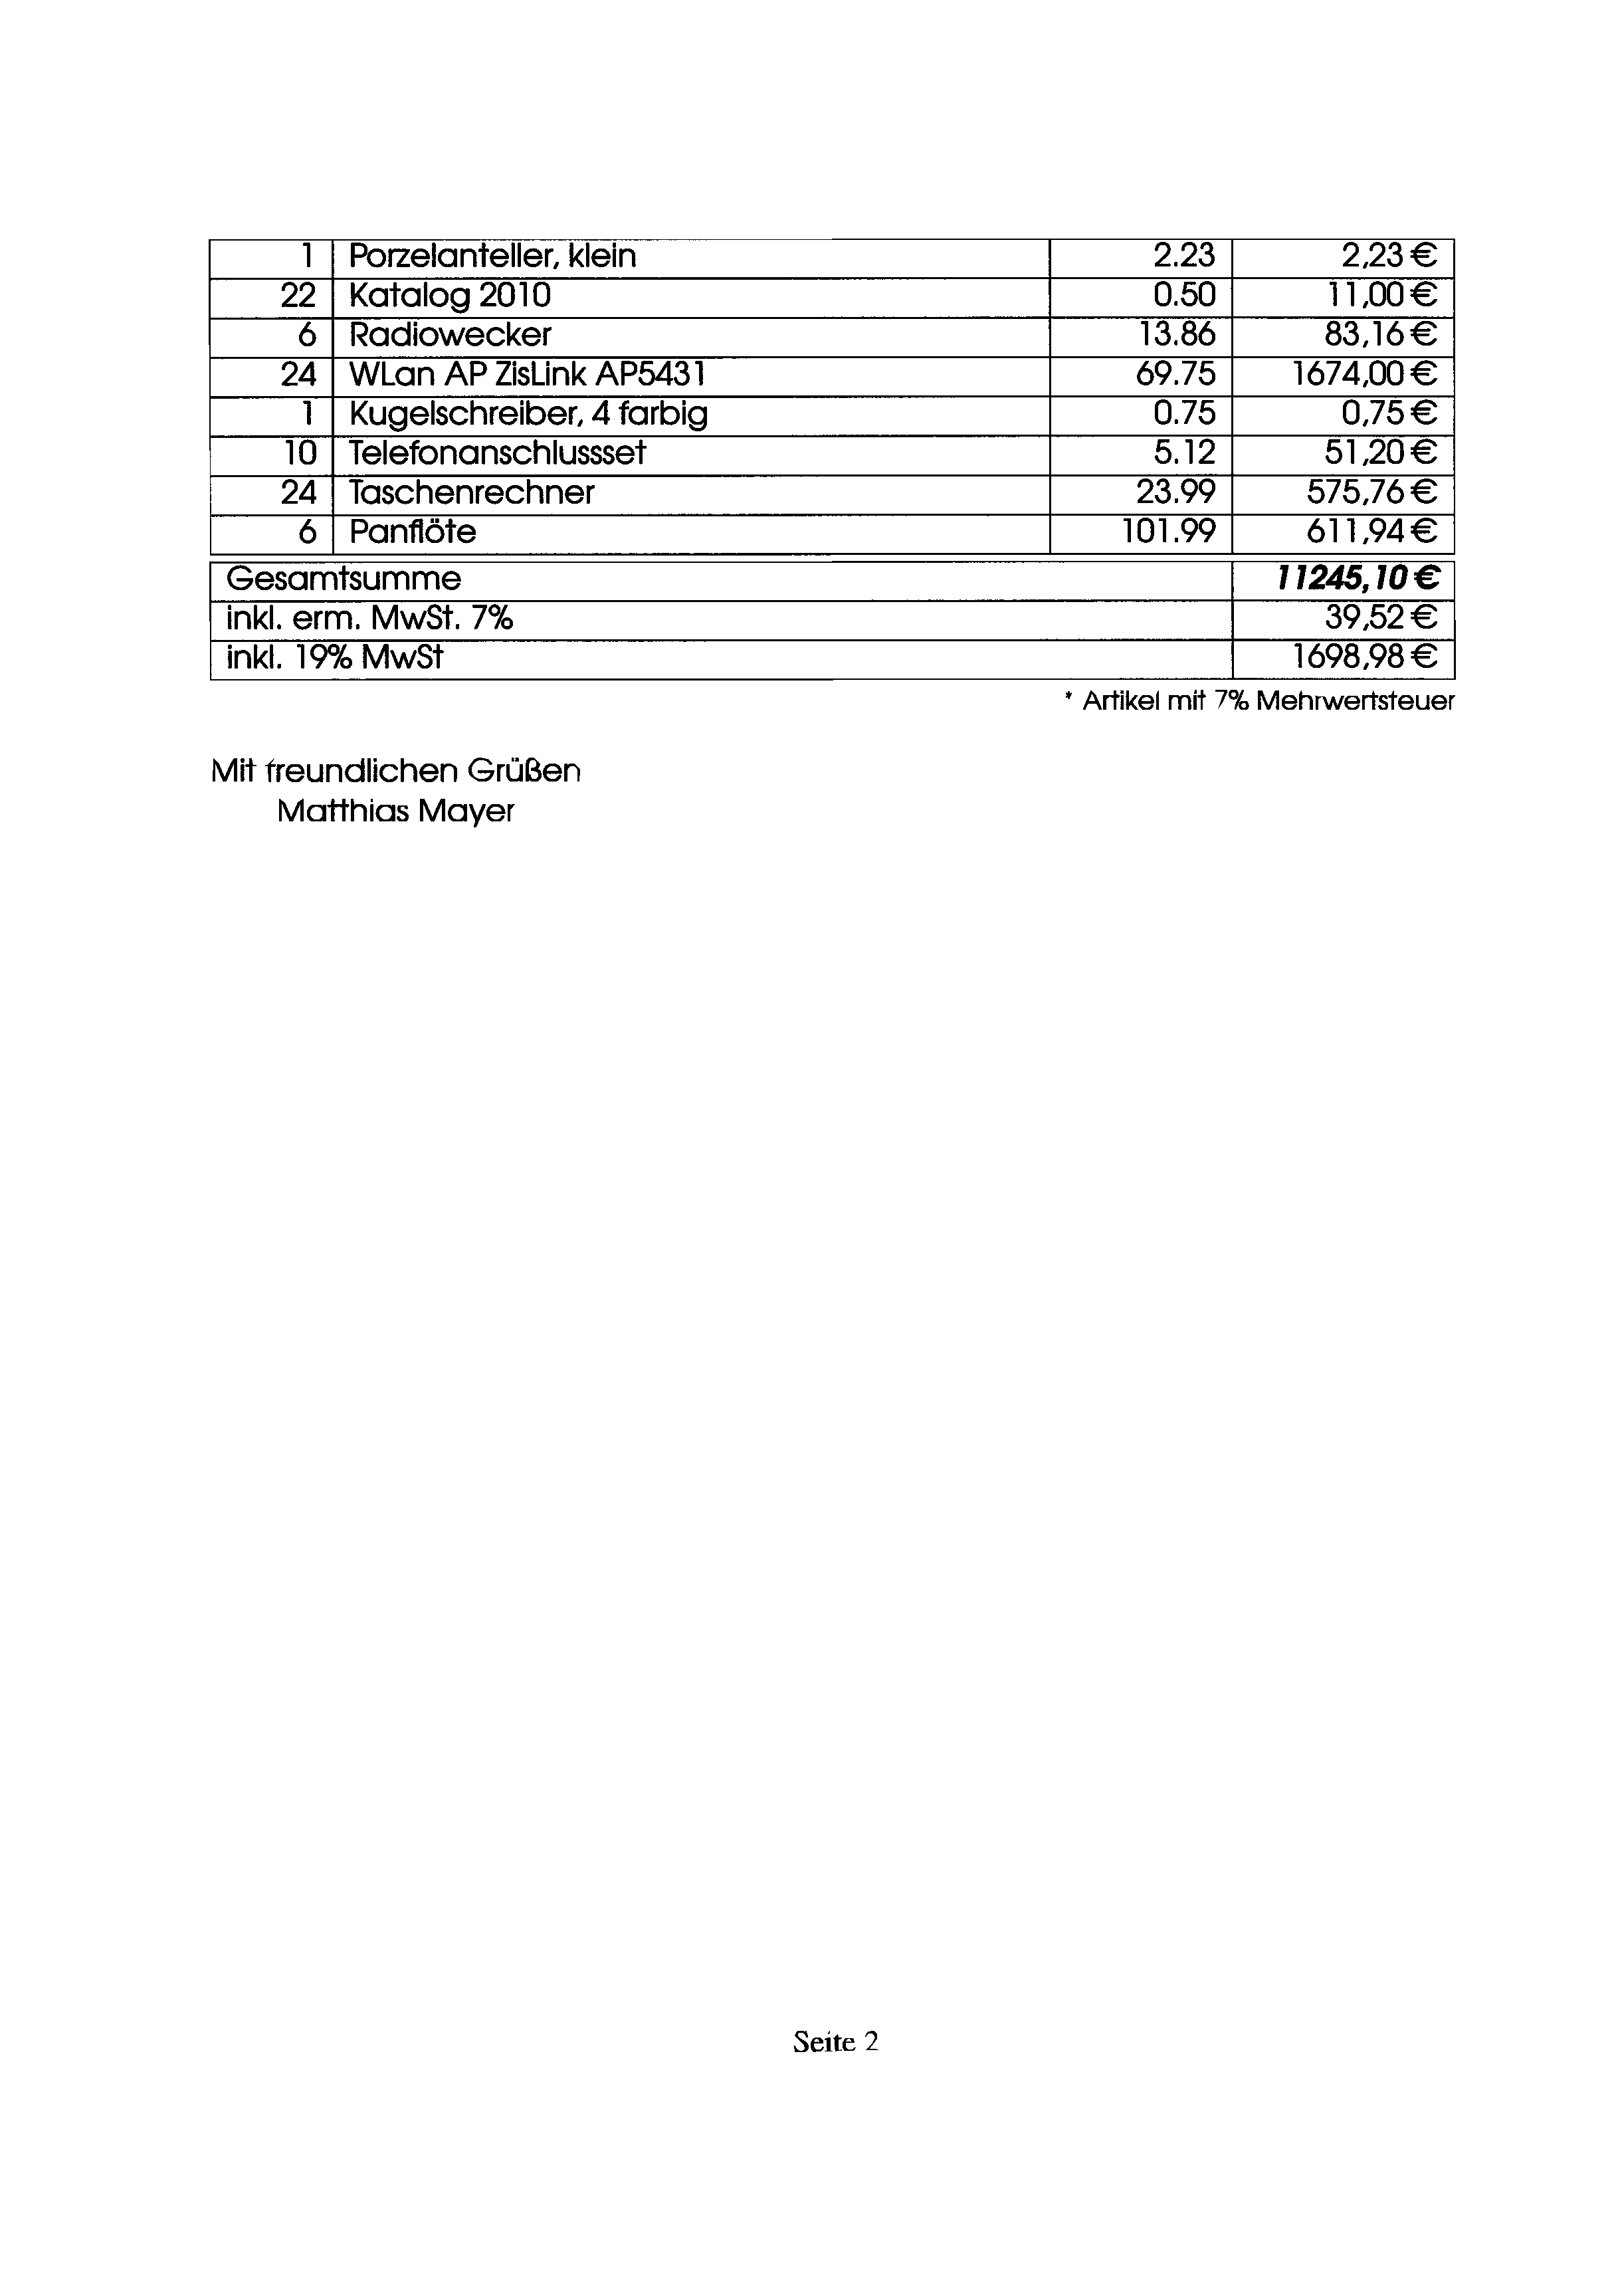 1 Porzelanteller, klein 2.23 2,23 €
22 Katalog 2010 0.50 11,00 €
6 Radiowecker 13.86 83,16 €
24 WLan AP ZisLink AP5431 69.75 1674,00 €
1 Kugelschreiber, 4 farbig 0.75 0,75 €
10 Telefonanschlussset 5.12 51,20 €
24 Taschenrechner 23.99 575,76 €
6 Panflöte 101.99 611,94 €
Gesamtsumme 11245,10 €
inkl. erm. MwSt. 7% 39,52 €
inkl. 19% MwSt 1698,98 €
* Artikel mit 7% Mehrwertsteuer
Mit freundlichen Grüßen
Matthias Mayer
Seite 2